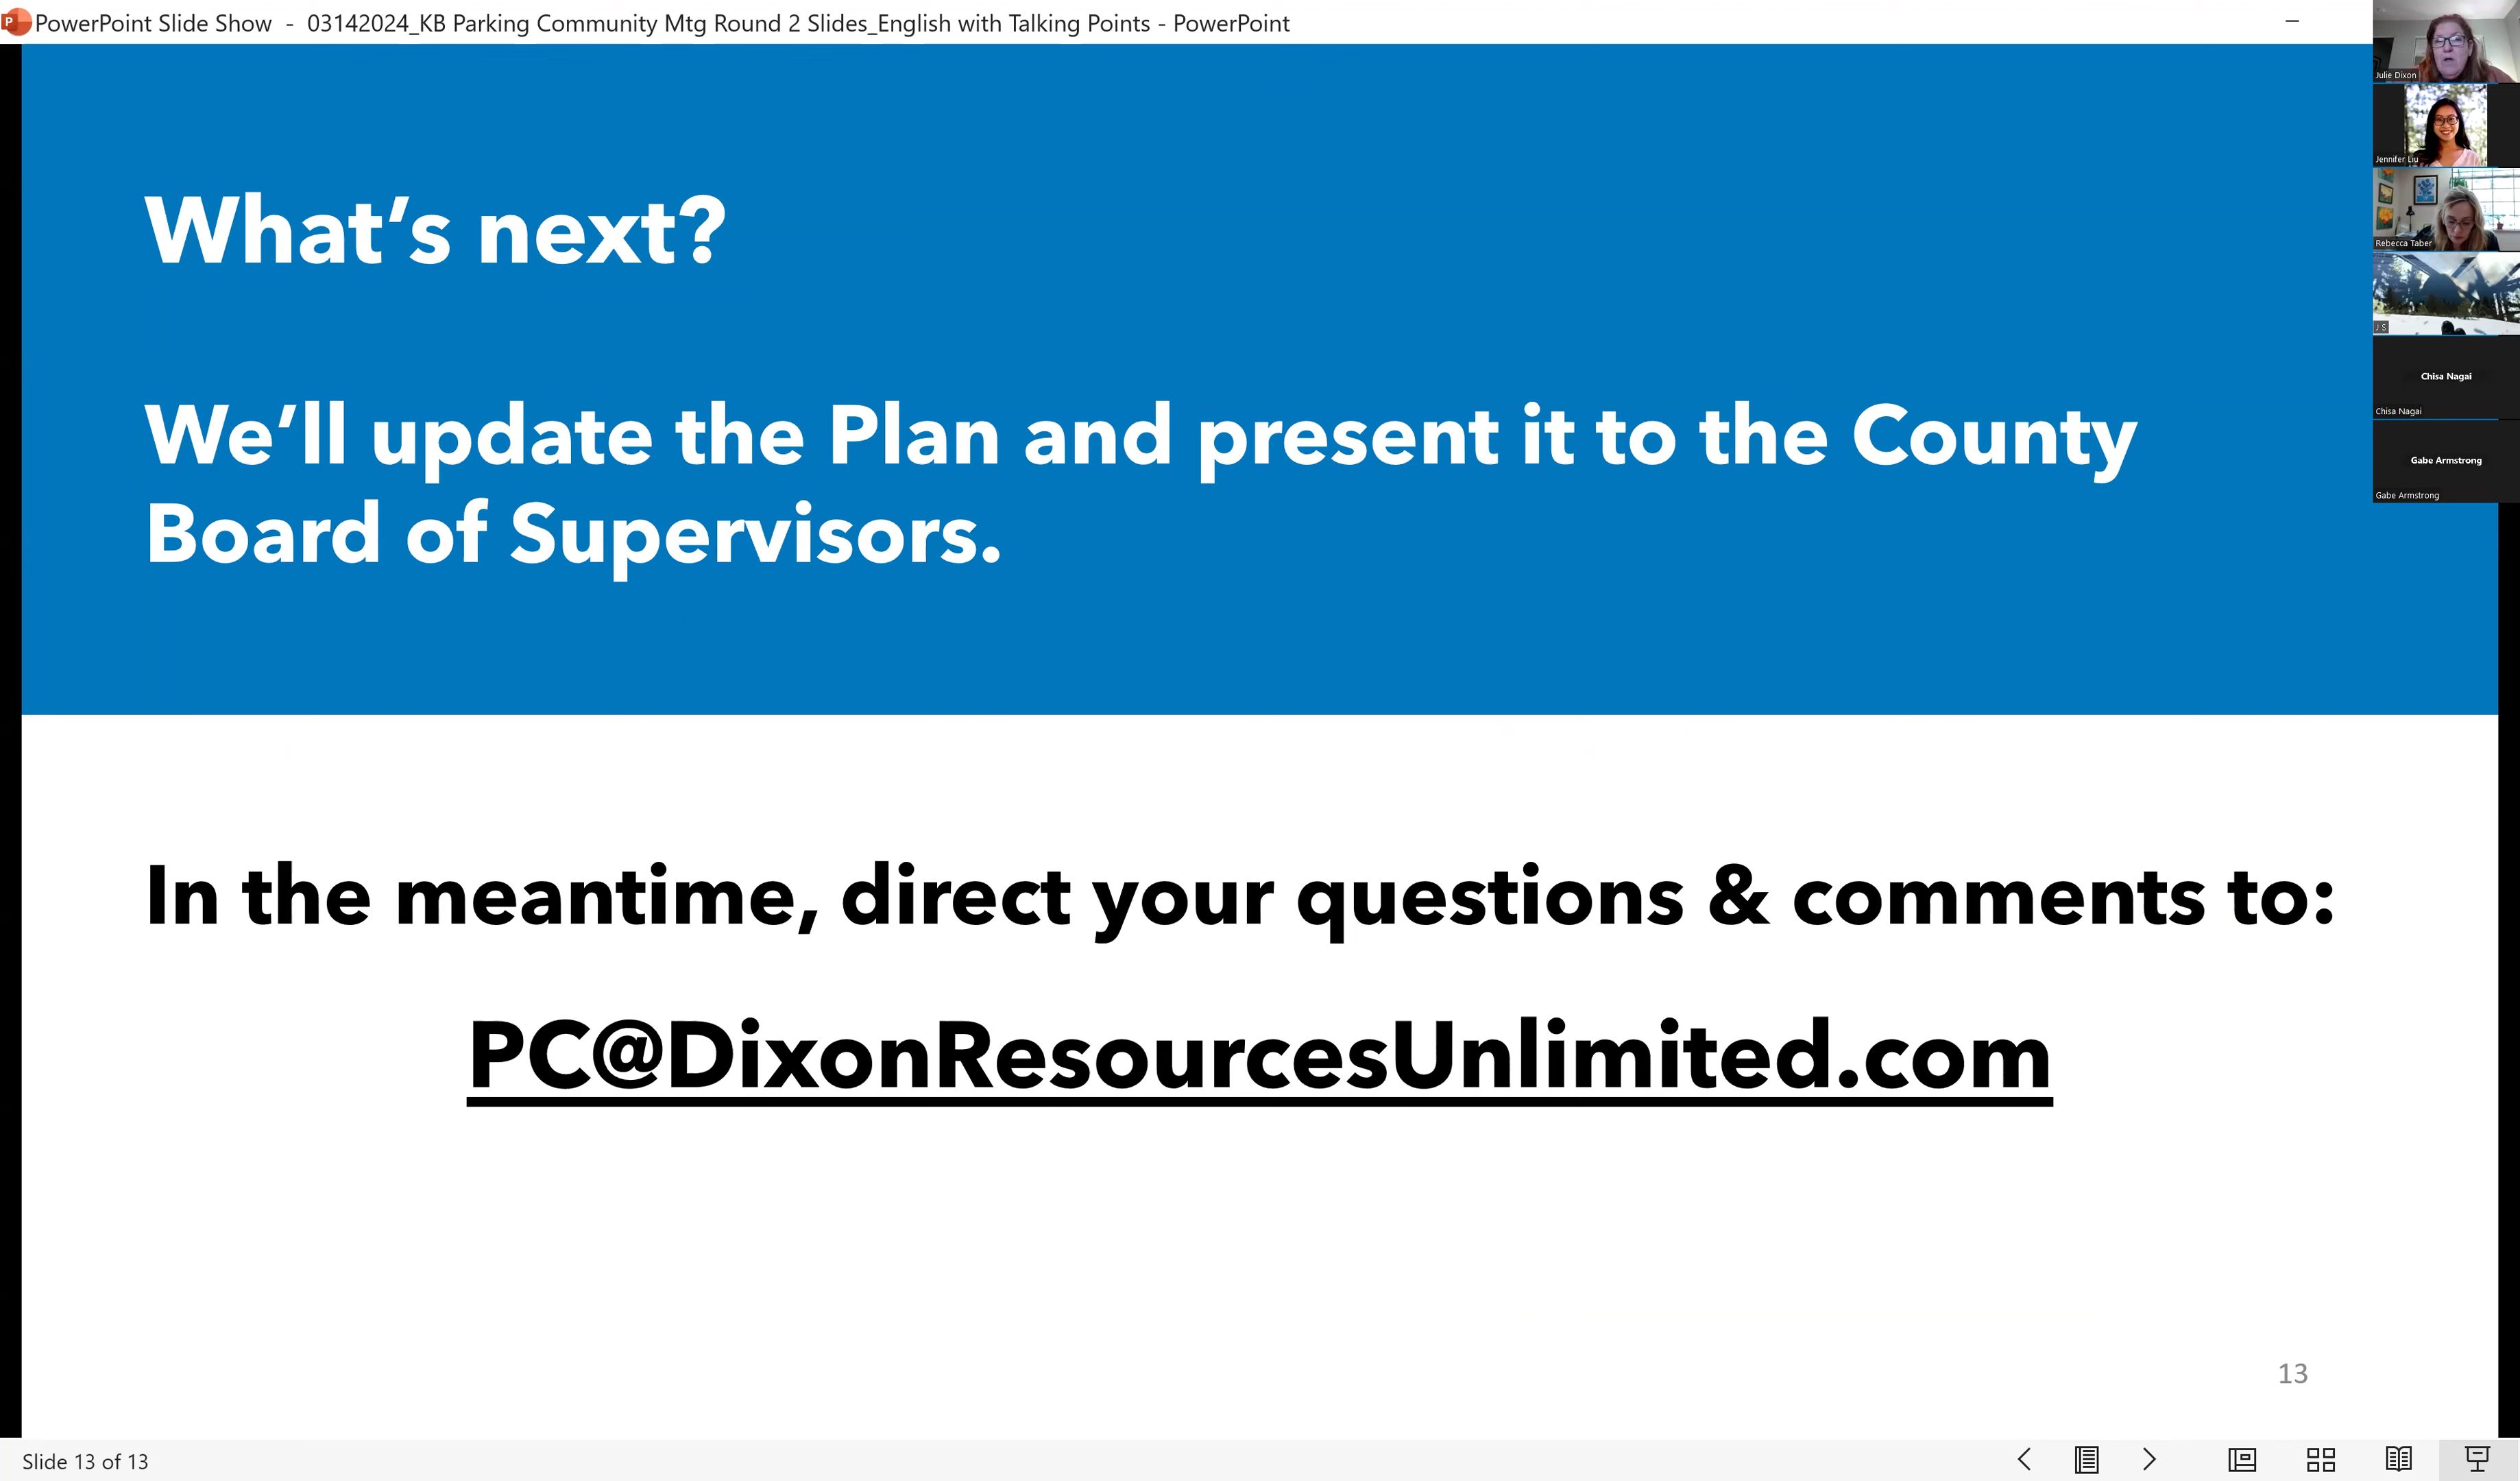 PowerPoint Slide Show - 03142024_KB Parking Community Mtg Round 2 Slides_English with Talking Points - PowerPoint
What's next?
We'll update the Plan and present it to the County
Board of Supervisors.
In the meantime, direct your questions & comments to:
PC@DixonResourcesUnlimited.com
13
Slide 13 of 13
Julie Dixon
Jennifer Liu
Rebecca Taber
J S
Chisa Nagai
Chisa Nagai
Gabe Armstrong
Gabe Armstrong